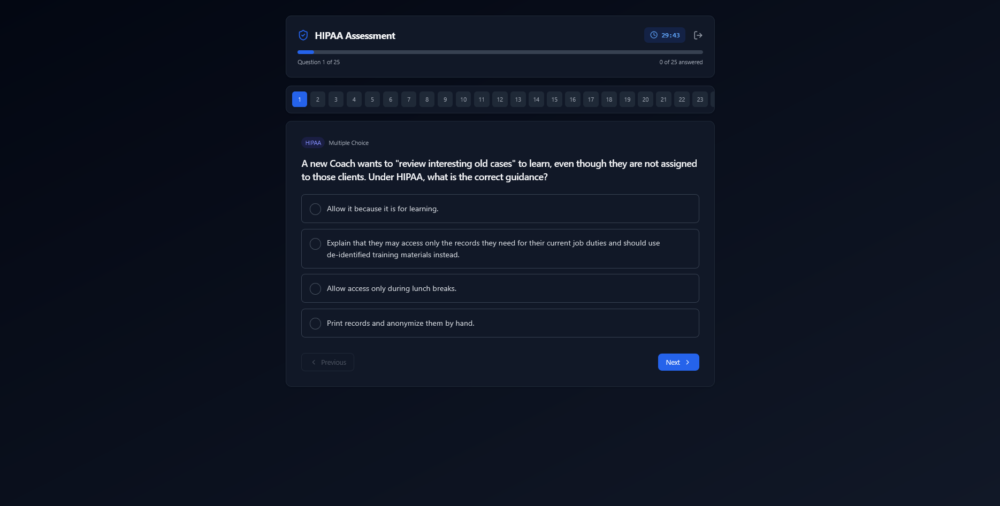 HIPAA Assessment
29:43
Question 1 of 25
0 of 25 answered
1 2 3 4 5 6 7 8 9 10 11 12 13 14 15 16 17 18 19 20 21 22 23
HIPAA Multiple Choice
A new Coach wants to "review interesting old cases" to learn, even though they are not assigned
to those clients. Under HIPAA, what is the correct guidance?
Allow it because it is for learning.
Explain that they may access only the records they need for their current job duties and should use
de-identified training materials instead.
Allow access only during lunch breaks.
Print records and anonymize them by hand.
Previous
Next